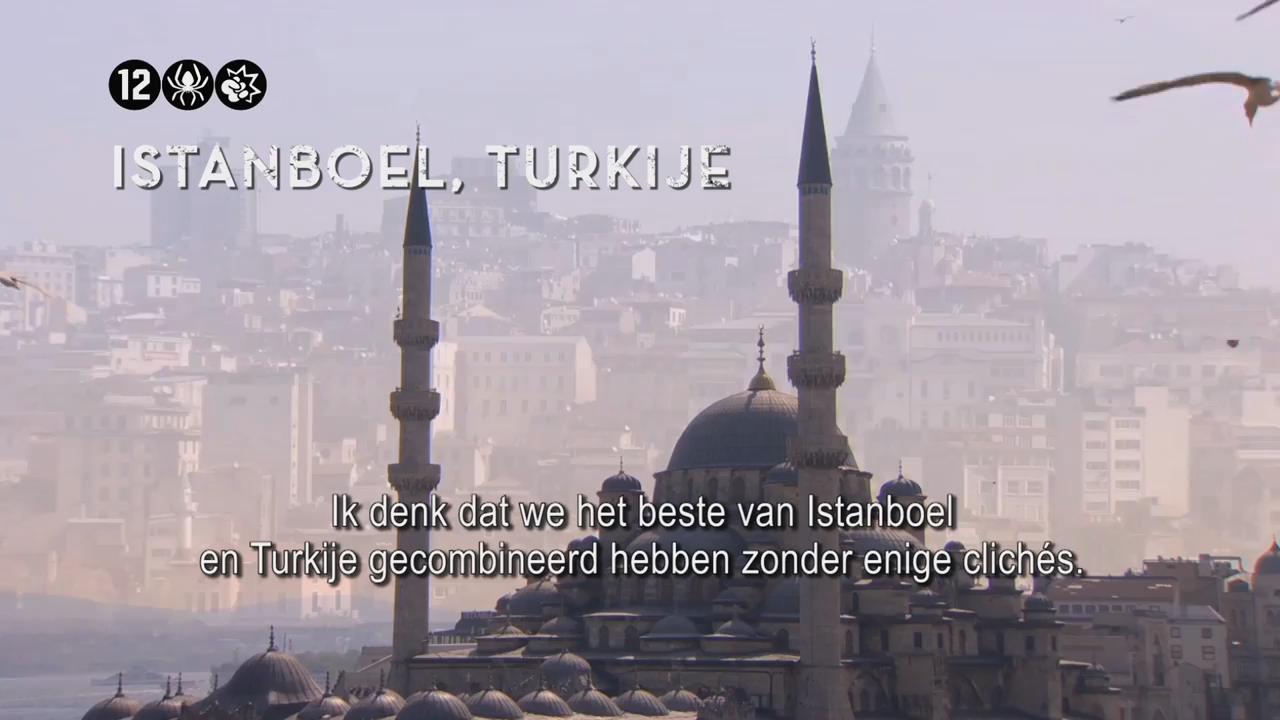 12
ISTANBOEL, TURKIJE
Ik denk dat we het beste van Istanboel
en Turkije gecombineerd hebben zonder enige clichés.